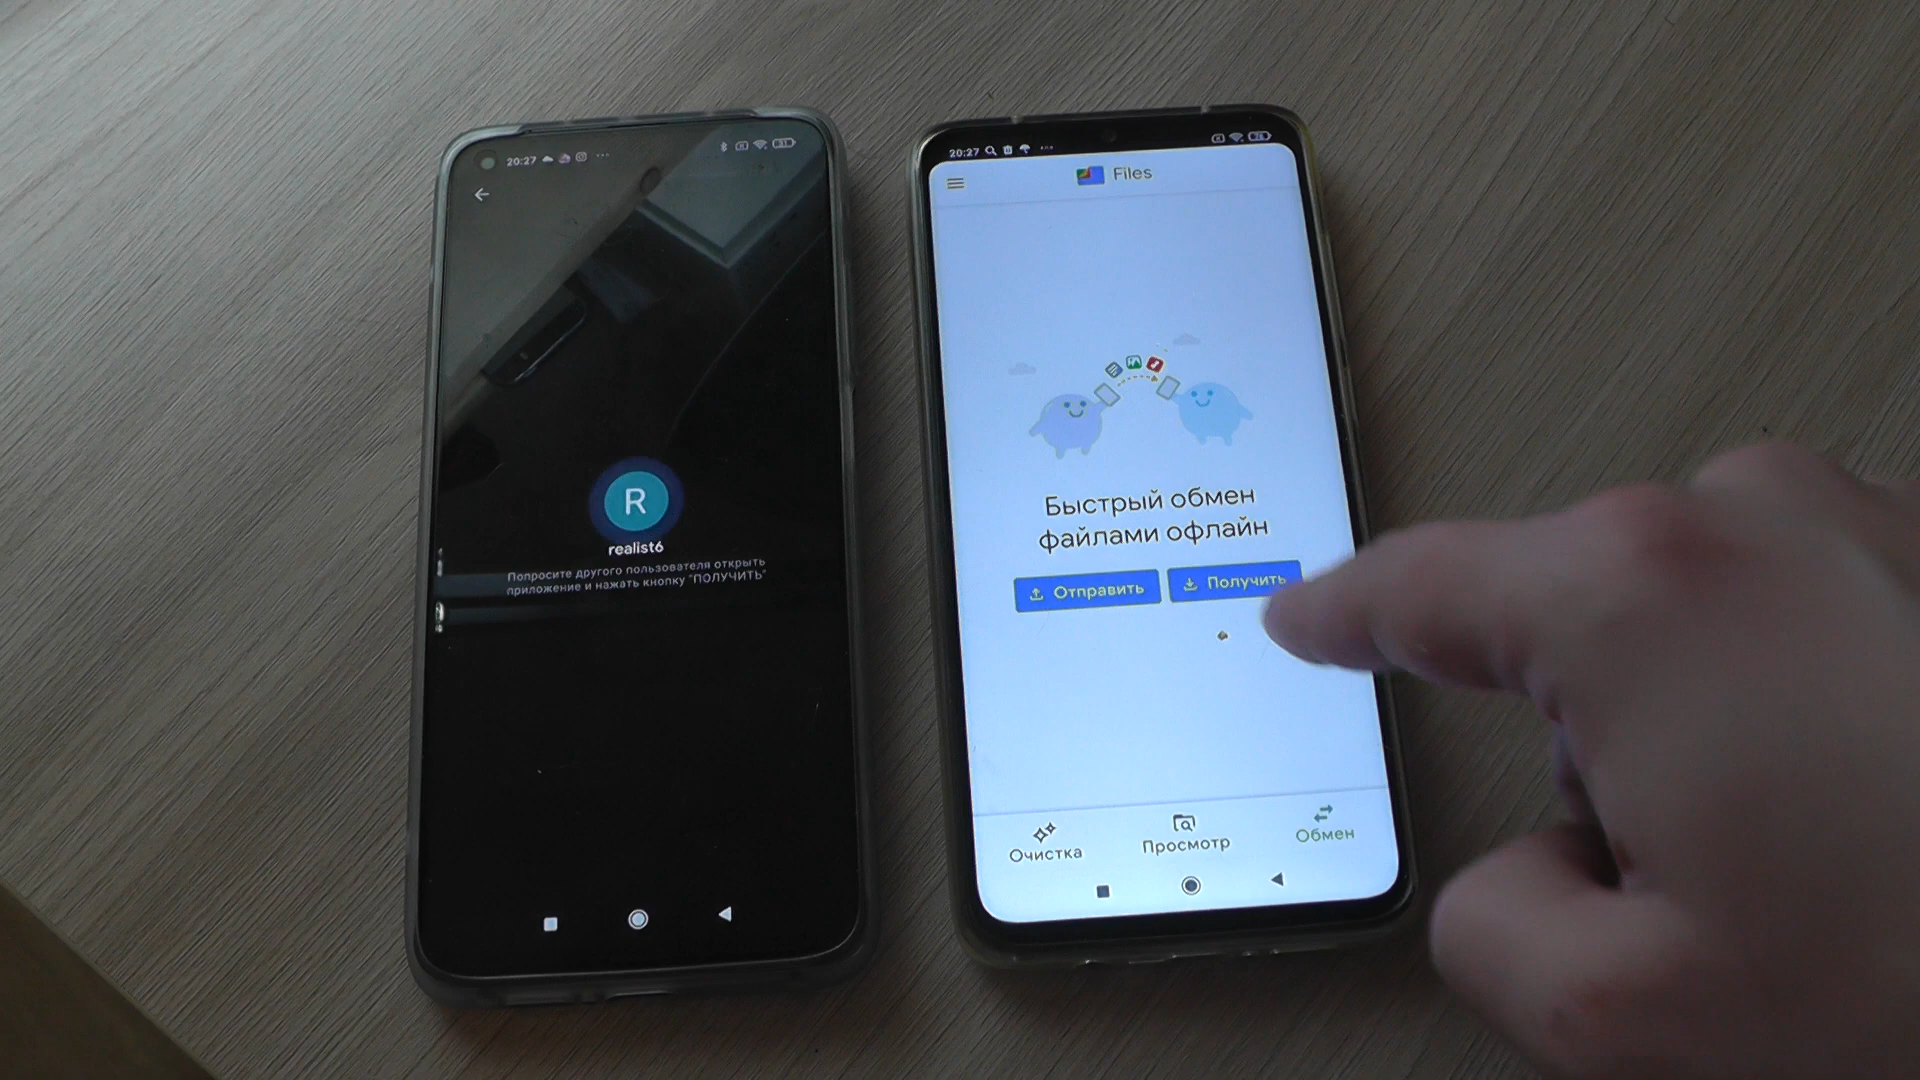 20:27
R
realist6
Попросите другого пользователя открыть
приложение и нажать кнопку "ПОЛУЧИТЬ"
20:27
Files
Быстрый обмен
файлами офлайн
Отправить
Получить
Очистка
Просмотр
Обмен